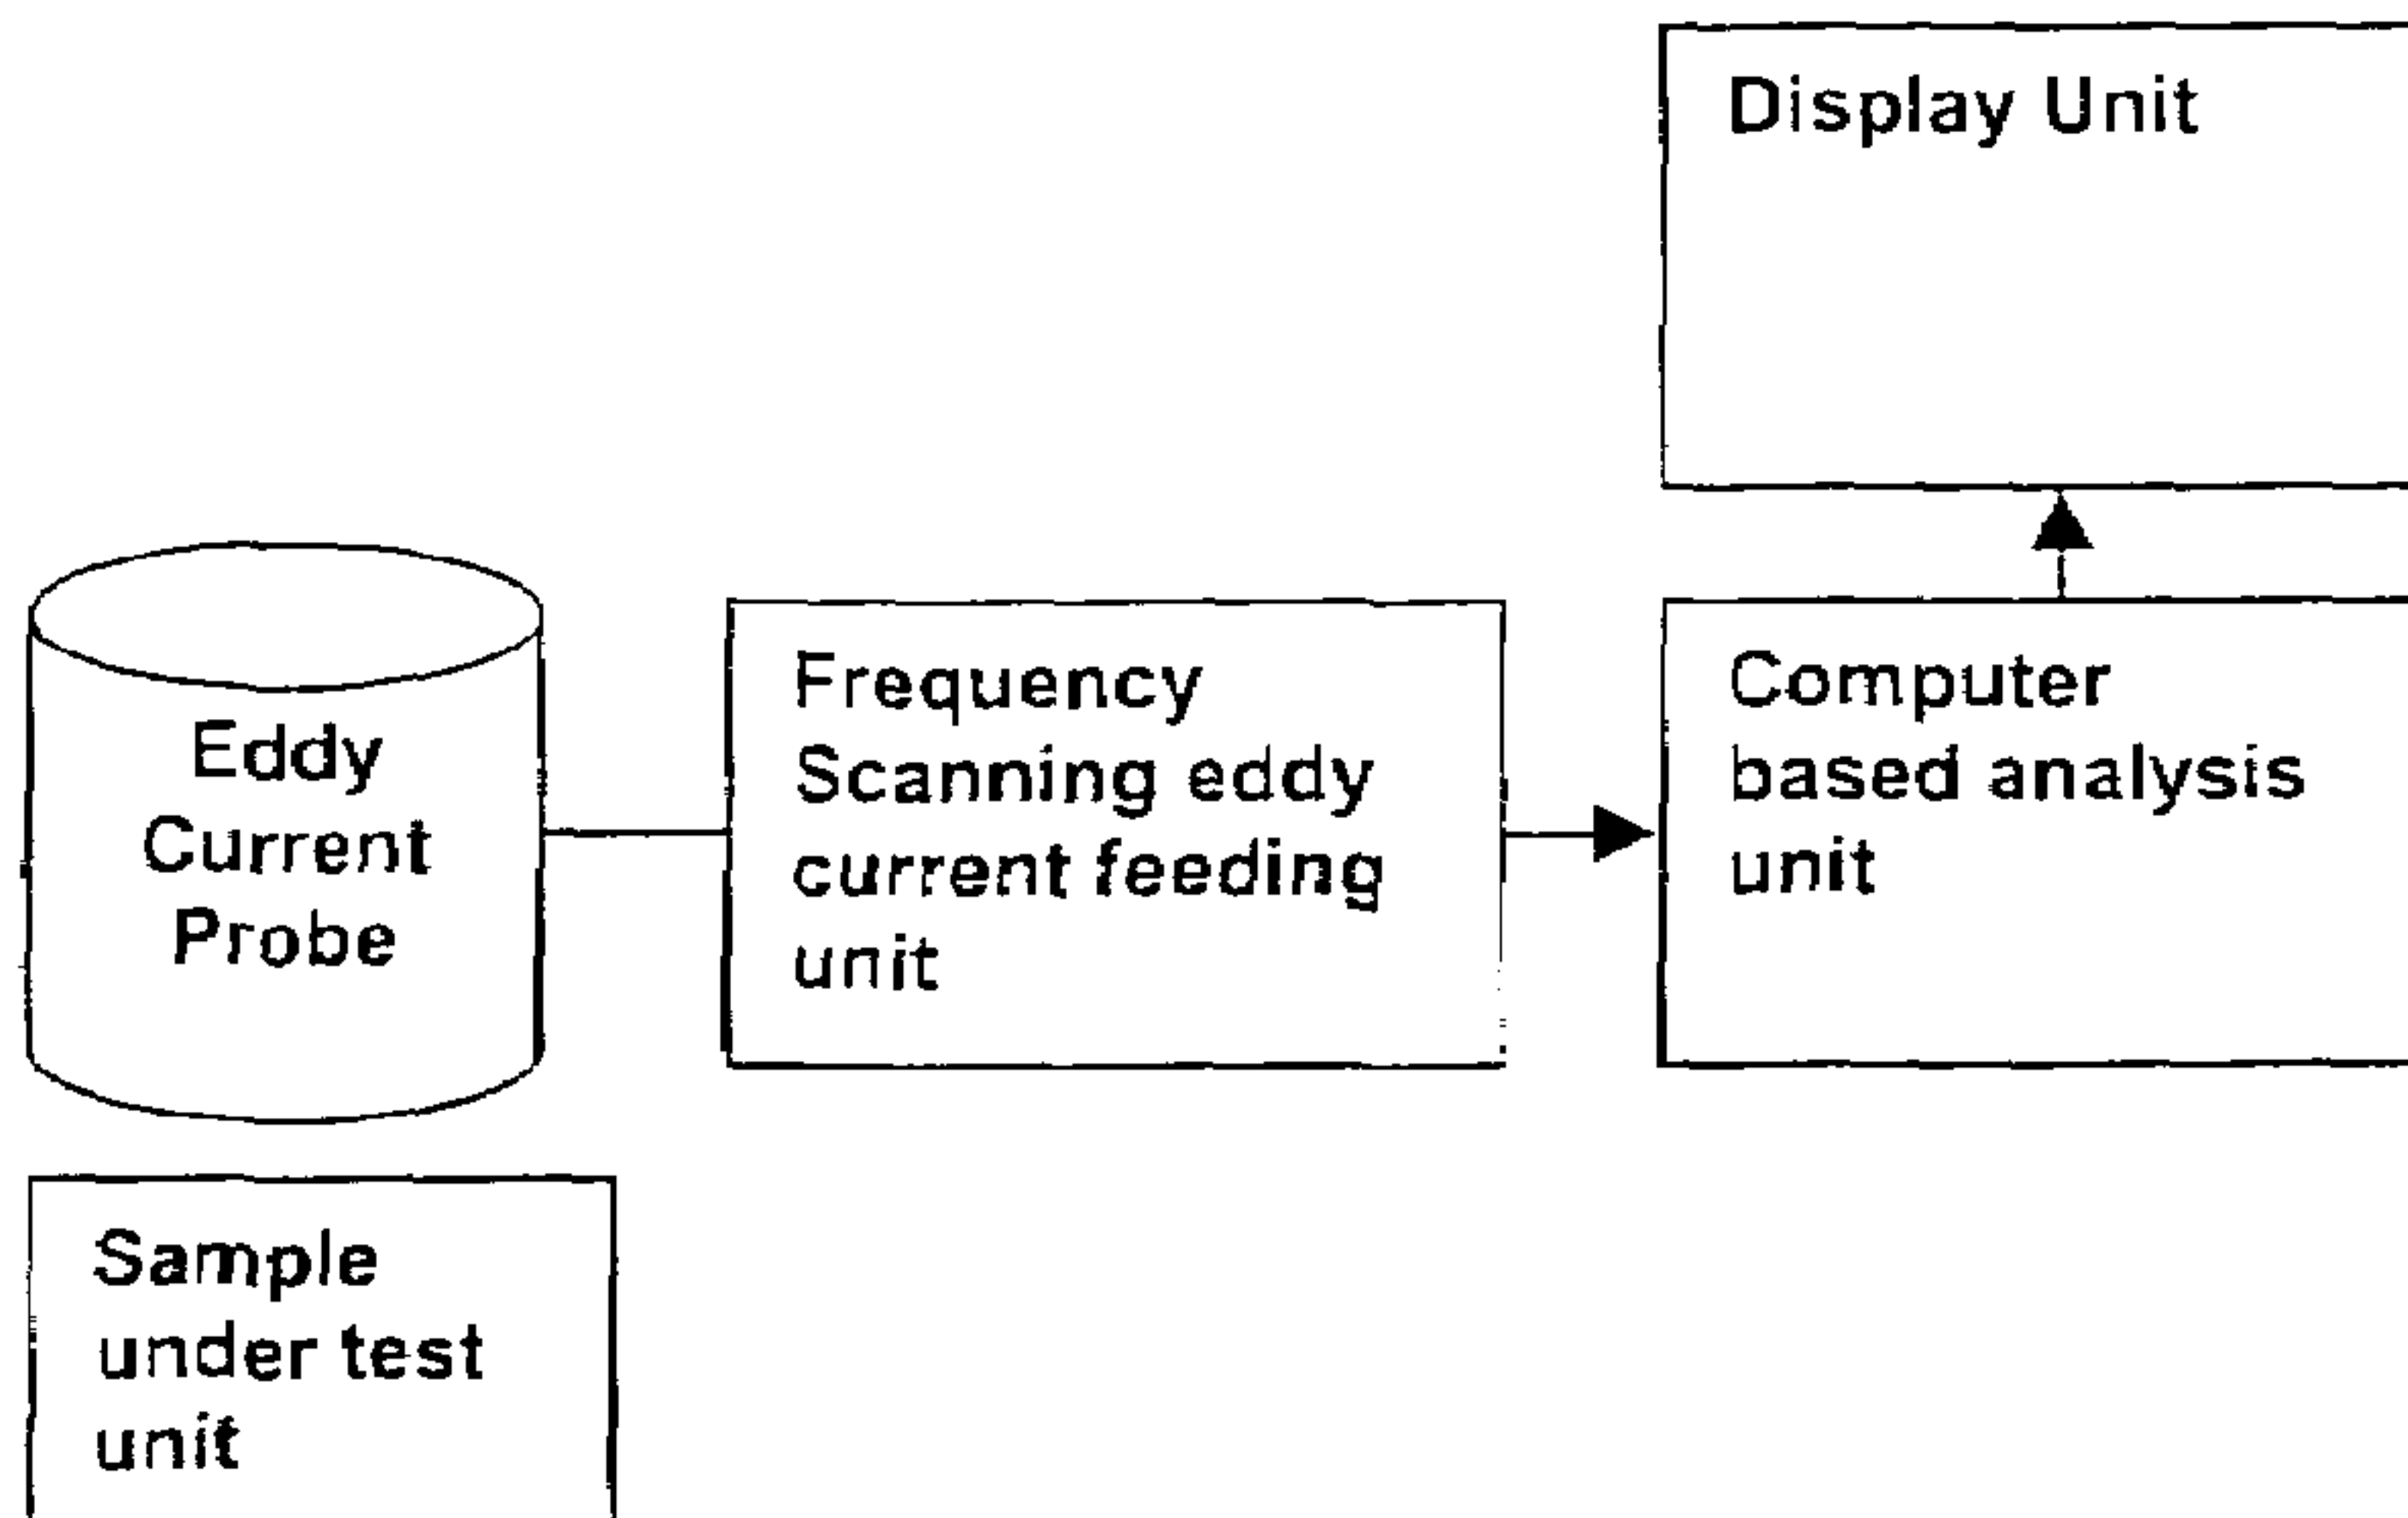 Display Unit
Eddy
Current
Probe
Frequency
Scanning eddy
current feeding
unit
Computer
based analysis
unit
Sample
under test
unit